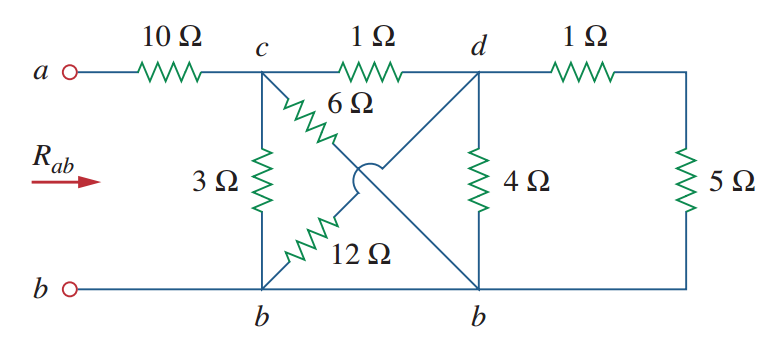 10 Ω c 1 Ω d 1 Ω
a
6 Ω
R_ab
3 Ω 4 Ω 5 Ω
12 Ω
b
b b